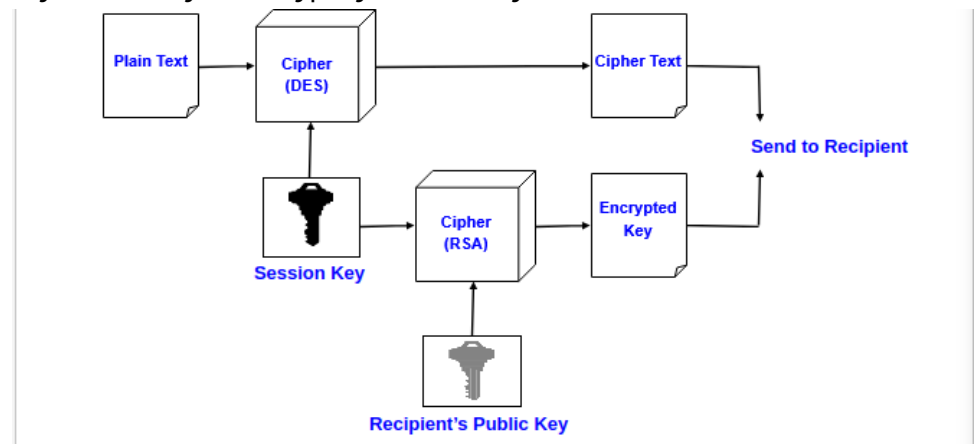 Plain Text
Cipher
(DES)
Cipher Text
Send to Recipient
Session Key
Cipher
(RSA)
Encrypted
Key
Recipient's Public Key